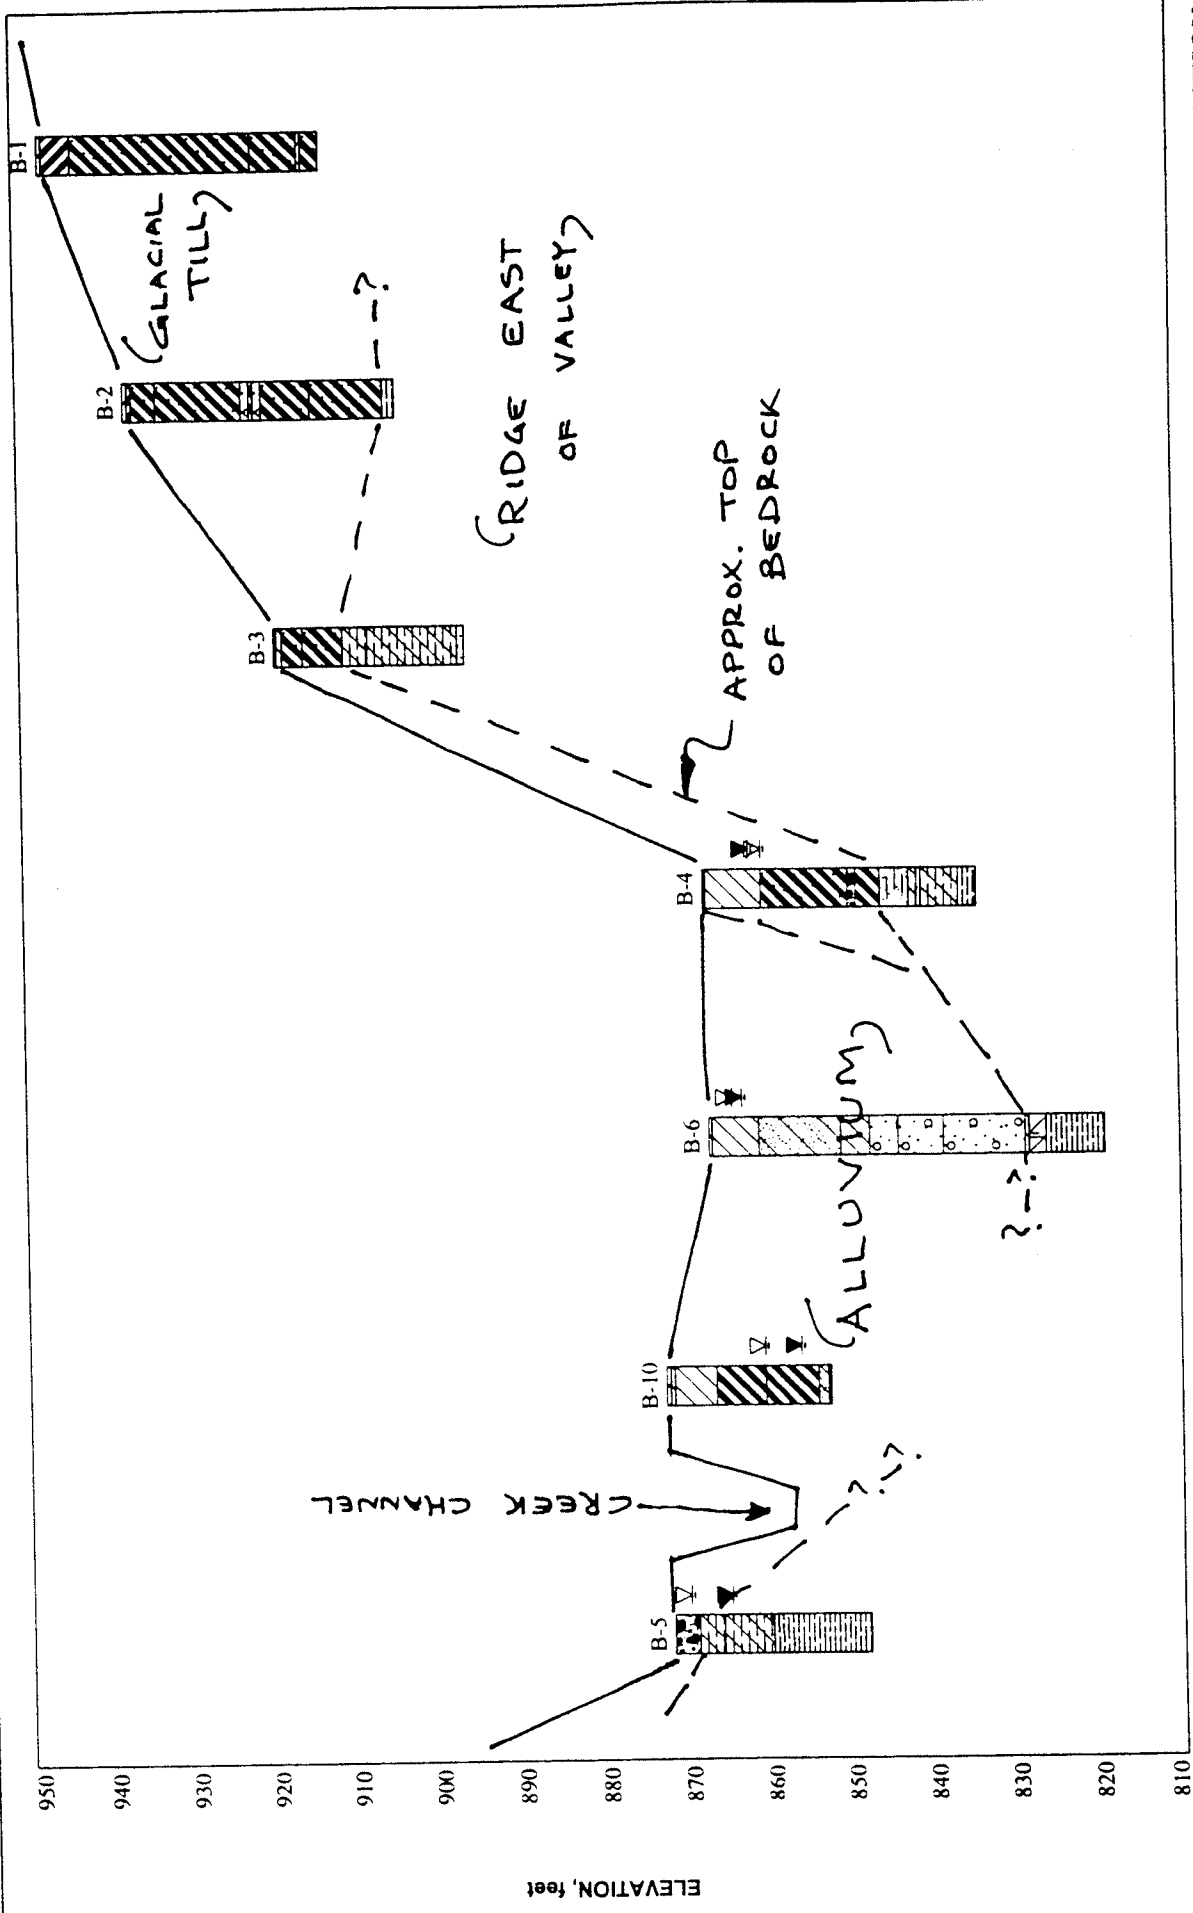 B-1
B-2
B-3
B-4
B-6
B-10
B-5
(GLACIAL
TILL)
(RIDGE EAST
OF VALLEY)
APPROX. TOP
OF BEDROCK
(ALLUVIUM)
CREEK CHANNEL
?
?
?
?
?
ELEVATION, feet
950
940
930
920
910
900
890
880
870
860
850
840
830
820
810